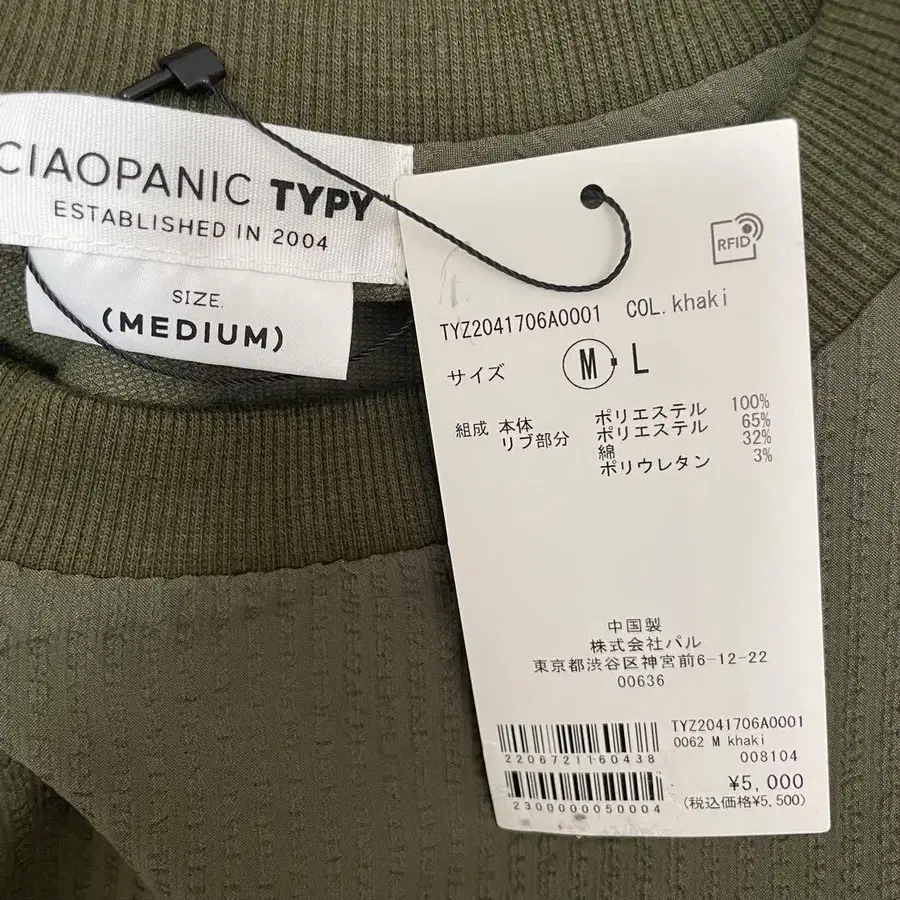 CIAOPANIC TYPY
ESTABLISHED IN 2004
SIZE.
(MEDIUM)
RFID
TYZ2041706A0001 COL.khaki
サイズ M・L
組成 本体 ポリエステル 100%
リブ部分 ポリエステル 65%
綿 32%
ポリウレタン 3%
中国製
株式会社パル
東京都渋谷区神宮前6-12-22
00636
TYZ2041706A0001
0062 M khaki
2206721160438
008104
¥5,000
2300000050004
(税込価格¥5,500)